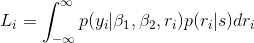 L_i = \int_{-\infty}^{\infty} p(y_i|\beta_1, \beta_2, r_i) p(r_i|s) dr_i